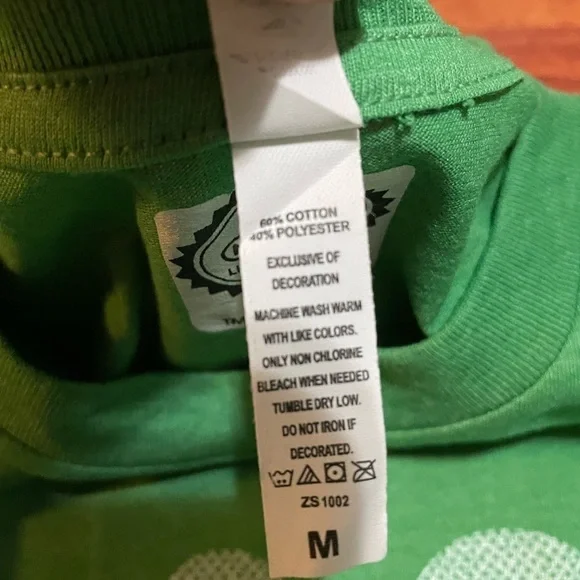 60% COTTON
40% POLYESTER
EXCLUSIVE OF
DECORATION
MACHINE WASH WARM
WITH LIKE COLORS.
ONLY NON CHLORINE
BLEACH WHEN NEEDED
TUMBLE DRY LOW.
DO NOT IRON IF
DECORATED.
ZS 1002
M